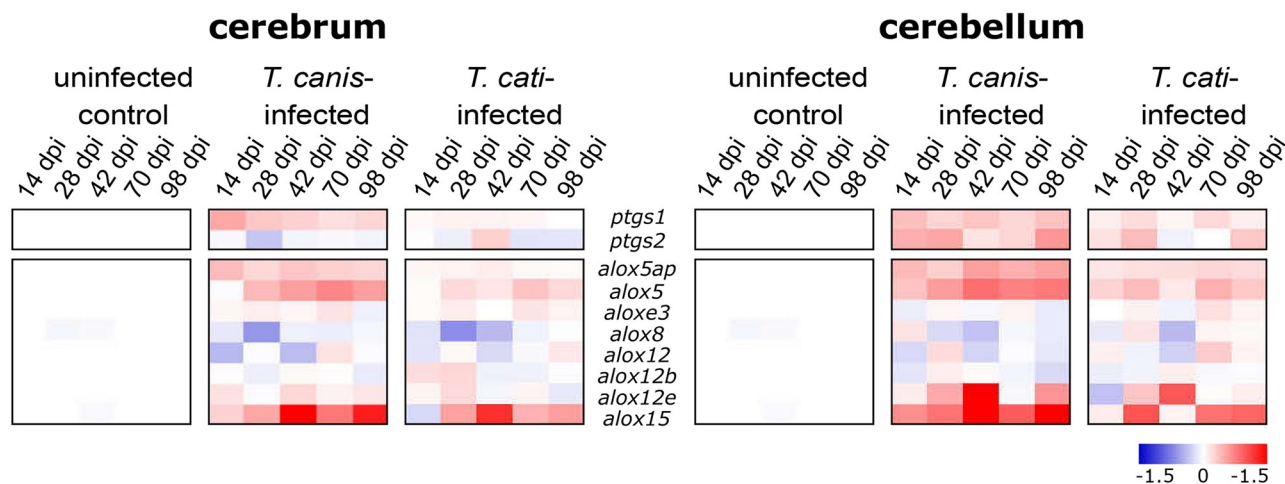 cerebrum cerebellum
uninfected T. canis- T. cati- uninfected T. canis- T. cati-
control infected infected control infected infected
14 dpi 28 dpi 42 dpi 70 dpi 98 dpi 14 dpi 28 dpi 42 dpi 70 dpi 98 dpi 14 dpi 28 dpi 42 dpi 70 dpi 98 dpi 14 dpi 28 dpi 42 dpi 70 dpi 98 dpi 14 dpi 28 dpi 42 dpi 70 dpi 98 dpi 14 dpi 28 dpi 42 dpi 70 dpi 98 dpi
ptgs1
ptgs2
alox5ap
alox5
aloxe3
alox8
alox12
alox12b
alox12e
alox15
-1.5 0 -1.5